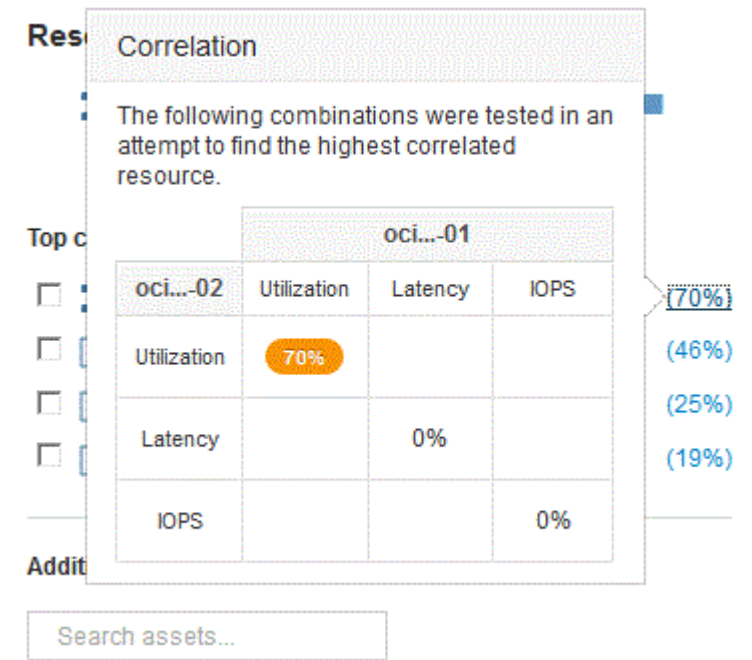 Correlation
The following combinations were tested in an
attempt to find the highest correlated
resource.
Top c
oci...-01
oci...-02 Utilization Latency IOPS
(70%)
Utilization 70%
(46%)
(25%)
Latency 0%
(19%)
IOPS 0%
Addit
Search assets...